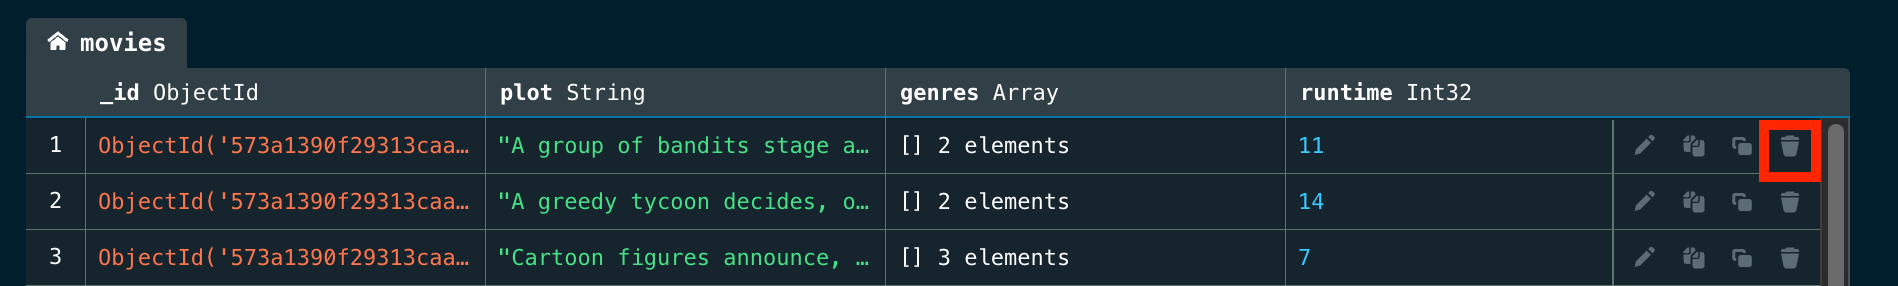 movies
_id ObjectId plot String genres Array runtime Int32
1 ObjectId('573a1390f29313caa… "A group of bandits stage a… [] 2 elements 11
2 ObjectId('573a1390f29313caa… "A greedy tycoon decides, o… [] 2 elements 14
3 ObjectId('573a1390f29313caa… "Cartoon figures announce, … [] 3 elements 7